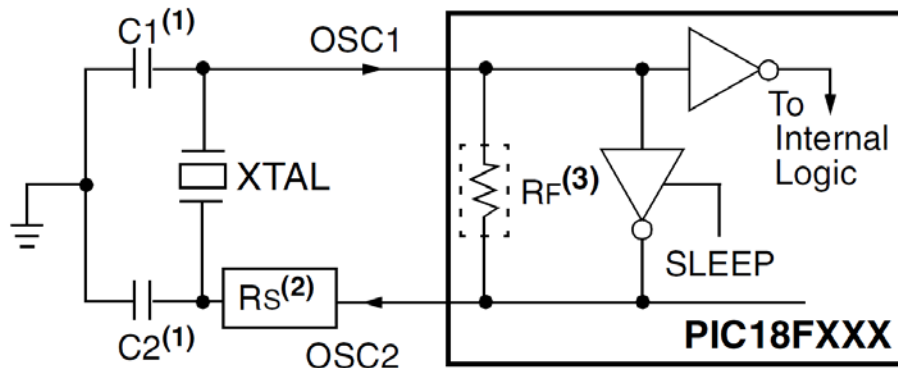 C1(1)
OSC1
To
Internal
Logic
XTAL
RF(3)
SLEEP
RS(2)
C2(1)
OSC2
PIC18FXXX